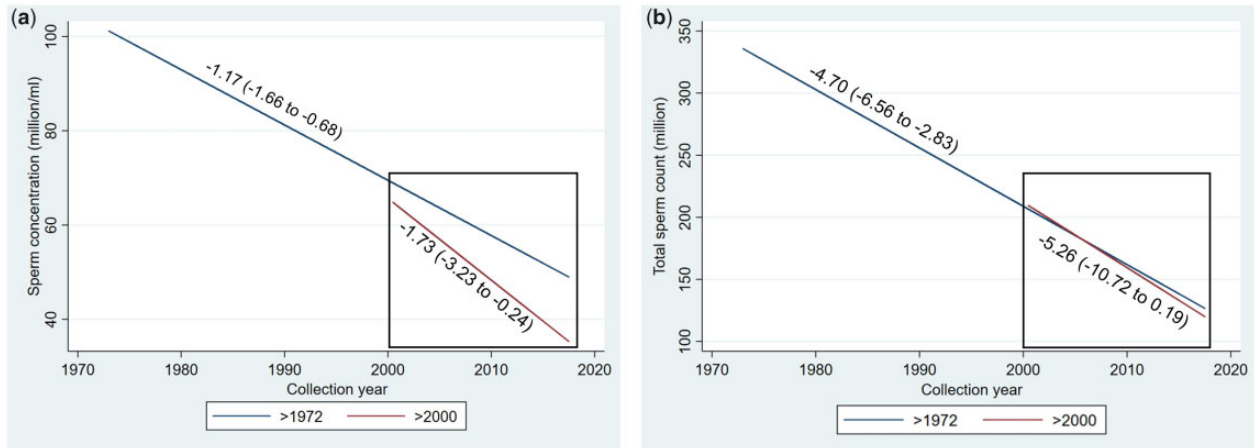 (a)
Sperm concentration (million/ml)
100
80
60
40
-1.17 (-1.66 to -0.68)
-1.73 (-3.23 to -0.24)
1970 1980 1990 2000 2010 2020
Collection year
>1972 >2000
(b)
Total sperm count (million)
350
300
250
200
150
100
-4.70 (-6.56 to -2.83)
-5.26 (-10.72 to 0.19)
1970 1980 1990 2000 2010 2020
Collection year
>1972 >2000